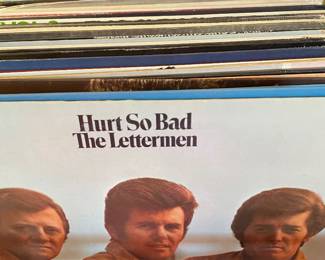 Hurt So Bad
The Lettermen